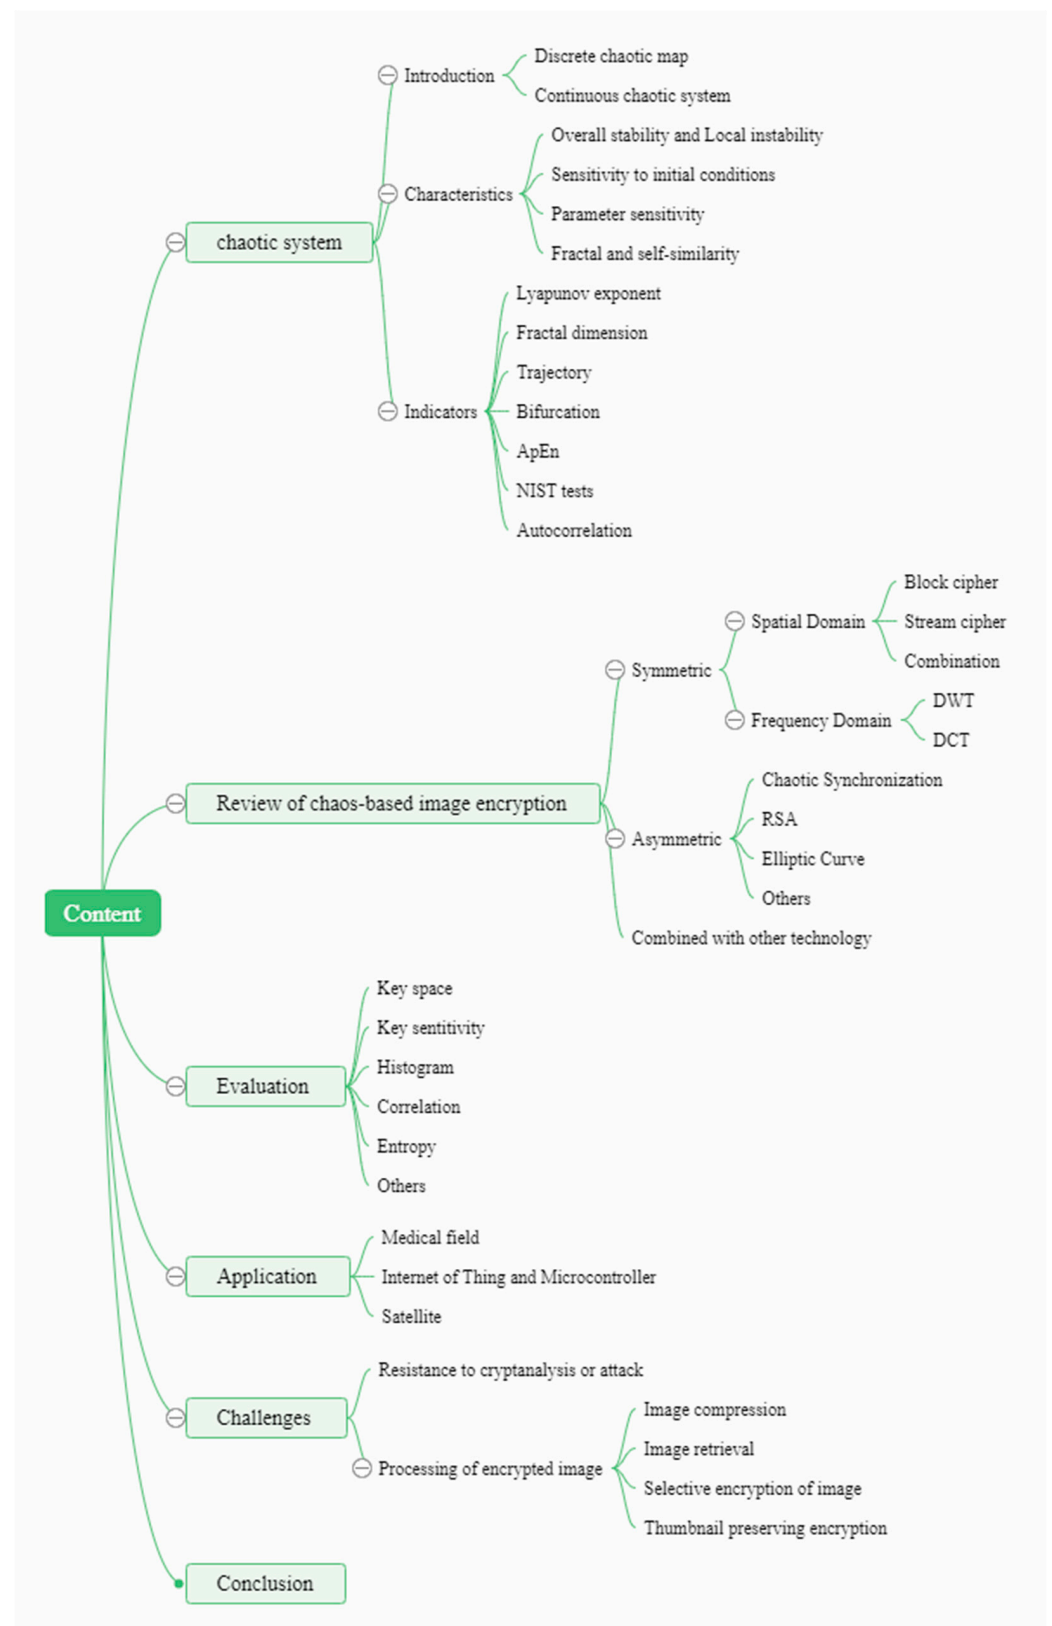 Discrete chaotic map
Introduction
Continuous chaotic system
Overall stability and Local instability
Sensitivity to initial conditions
Characteristics
Parameter sensitivity
chaotic system
Fractal and self-similarity
Lyapunov exponent
Fractal dimension
Trajectory
Indicators
Bifurcation
ApEn
NIST tests
Autocorrelation
Block cipher
Spatial Domain
Stream cipher
Combination
Symmetric
DWT
Frequency Domain
DCT
Chaotic Synchronization
Review of chaos-based image encryption
RSA
Asymmetric
Elliptic Curve
Others
Content
Combined with other technology
Key space
Key sentitivity
Histogram
Evaluation
Correlation
Entropy
Others
Medical field
Application
Internet of Thing and Microcontroller
Satellite
Resistance to cryptanalysis or attack
Challenges
Image compression
Image retrieval
Processing of encrypted image
Selective encryption of image
Thumbnail preserving encryption
Conclusion